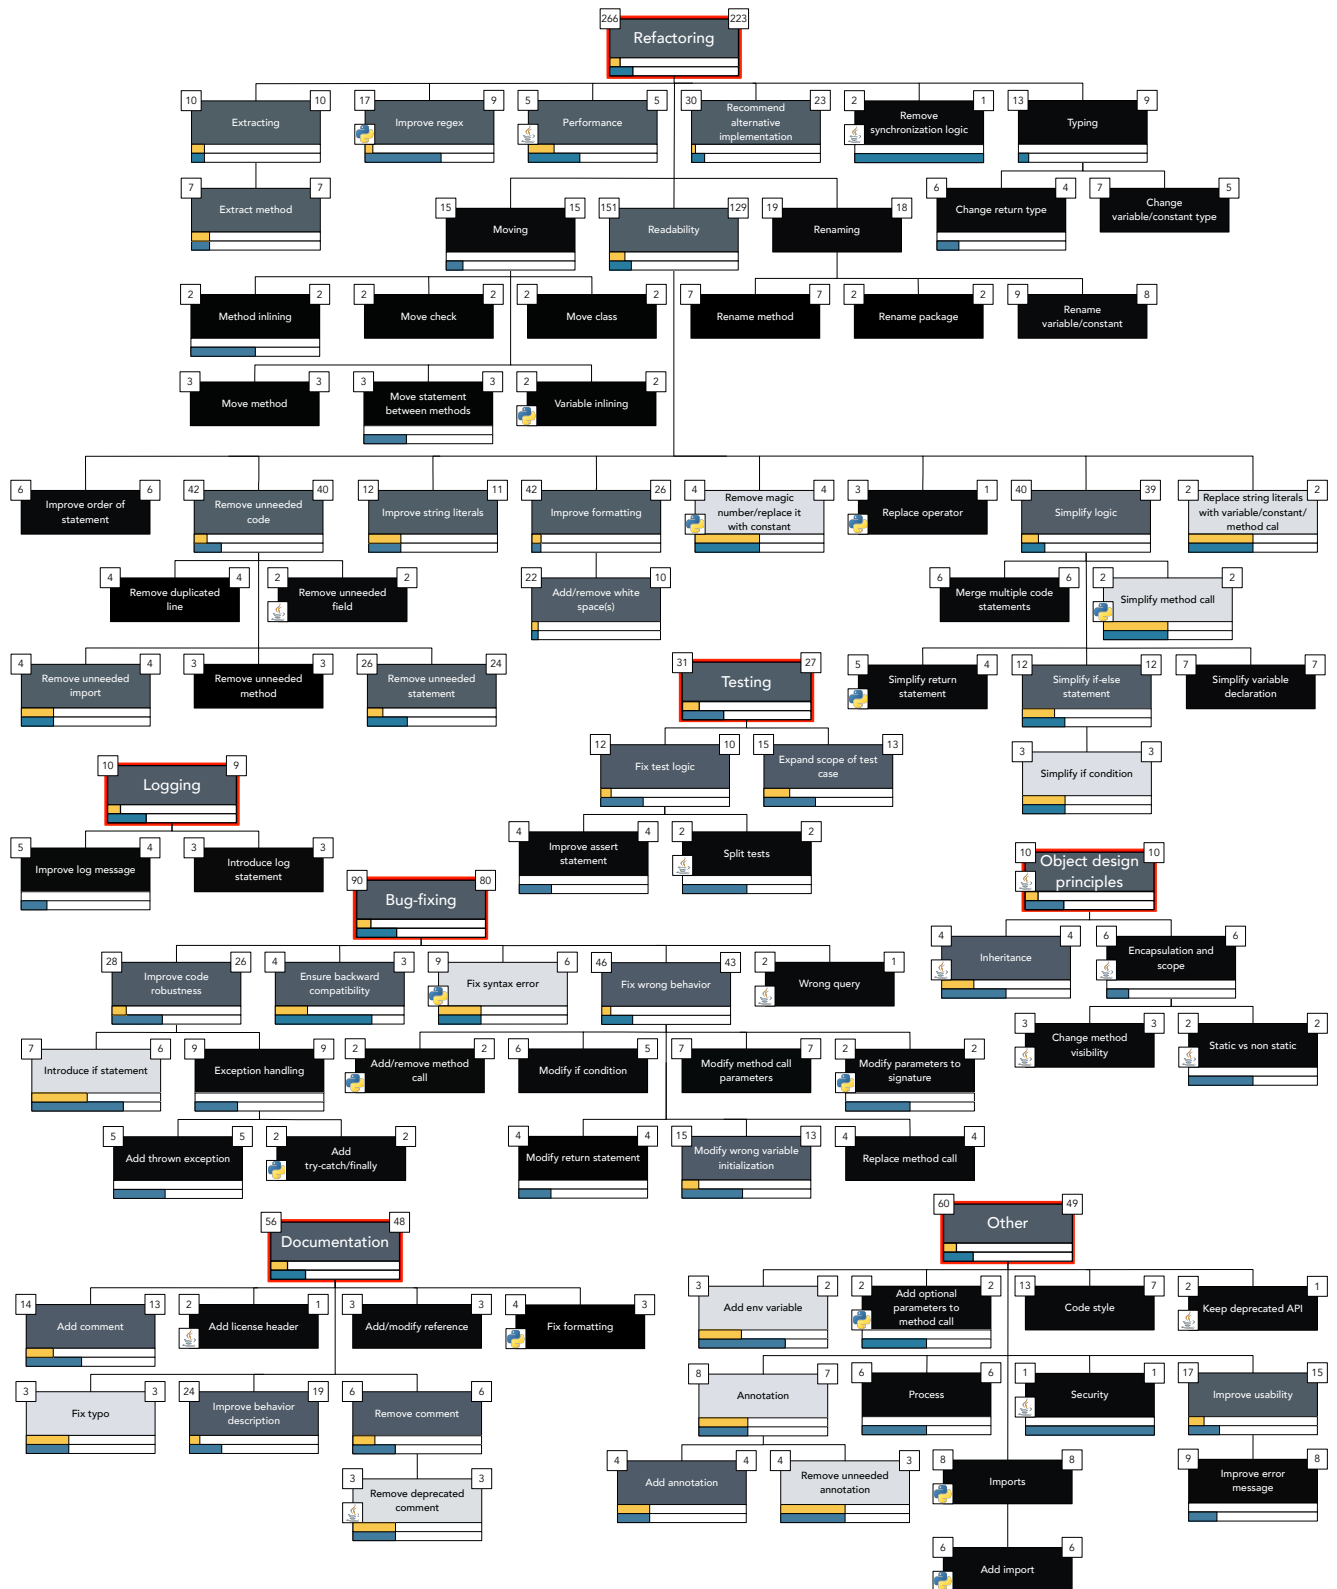 266 223
Refactoring
10 10
Extracting
17 9
Improve regex
5 5
Performance
30 23
Recommend
alternative
implementation
2 1
Remove
synchronization logic
13 9
Typing
7 7
Extract method
15 15
Moving
151 129
Readability
19 18
Renaming
6 4
Change return type
7 5
Change
variable/constant type
2 2
Method inlining
2 2
Move check
2 2
Move class
7 7
Rename method
2 2
Rename package
9 8
Rename
variable/constant
3 3
Move method
3 3
Move statement
between methods
2 2
Variable inlining
6 6
Improve order of
statement
42 40
Remove unneeded
code
12 11
Improve string literals
42 26
Improve formatting
4 4
Remove magic
number/replace it
with constant
3 1
Replace operator
40 39
Simplify logic
2 2
Replace string literals
with variable/constant/
method cal
4 4
Remove duplicated
line
2 2
Remove unneeded
field
22 10
Add/remove white
space(s)
6 6
Merge multiple code
statements
2 2
Simplify method call
4 4
Remove unneeded
import
3 3
Remove unneeded
method
26 24
Remove unneeded
statement
31 27
Testing
5 4
Simplify return
statement
12 12
Simplify if-else
statement
7 7
Simplify variable
declaration
10 9
Logging
12 10
Fix test logic
15 13
Expand scope of test
case
3 3
Simplify if condition
5 4
Improve log message
3 3
Introduce log
statement
4 4
Improve assert
statement
2 2
Split tests
10 10
Object design
principles
90 80
Bug-fixing
28 26
Improve code
robustness
4 3
Ensure backward
compatibility
9 6
Fix syntax error
46 43
Fix wrong behavior
2 1
Wrong query
4 4
Inheritance
6 6
Encapsulation and
scope
7 6
Introduce if statement
9 9
Exception handling
2 2
Add/remove method
call
6 5
Modify if condition
7 7
Modify method call
parameters
2 2
Modify parameters to
signature
3 3
Change method
visibility
2 2
Static vs non static
5 5
Add thrown exception
2 2
Add
try-catch/finally
4 4
Modify return statement
15 13
Modify wrong variable
initialization
4 4
Replace method call
56 48
Documentation
60 49
Other
14 13
Add comment
2 1
Add license header
3 3
Add/modify reference
4 3
Fix formatting
3 2
Add env variable
2 2
Add optional
parameters to
method call
13 7
Code style
2 1
Keep deprecated API
3 3
Fix typo
24 19
Improve behavior
description
6 6
Remove comment
8 7
Annotation
6 6
Process
1 1
Security
17 15
Improve usability
3 3
Remove deprecated
comment
4 4
Add annotation
4 3
Remove unneeded
annotation
8 8
Imports
9 8
Improve error
message
6 6
Add import